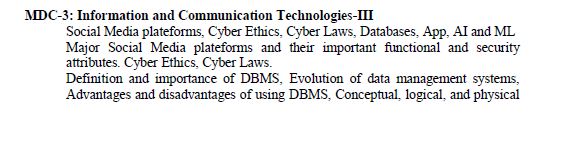 MDC-3: Information and Communication Technologies-III
Social Media plateforms, Cyber Ethics, Cyber Laws, Databases, App, AI and ML
Major Social Media plateforms and their important functional and security
attributes. Cyber Ethics, Cyber Laws.
Definition and importance of DBMS, Evolution of data management systems,
Advantages and disadvantages of using DBMS, Conceptual, logical, and physical